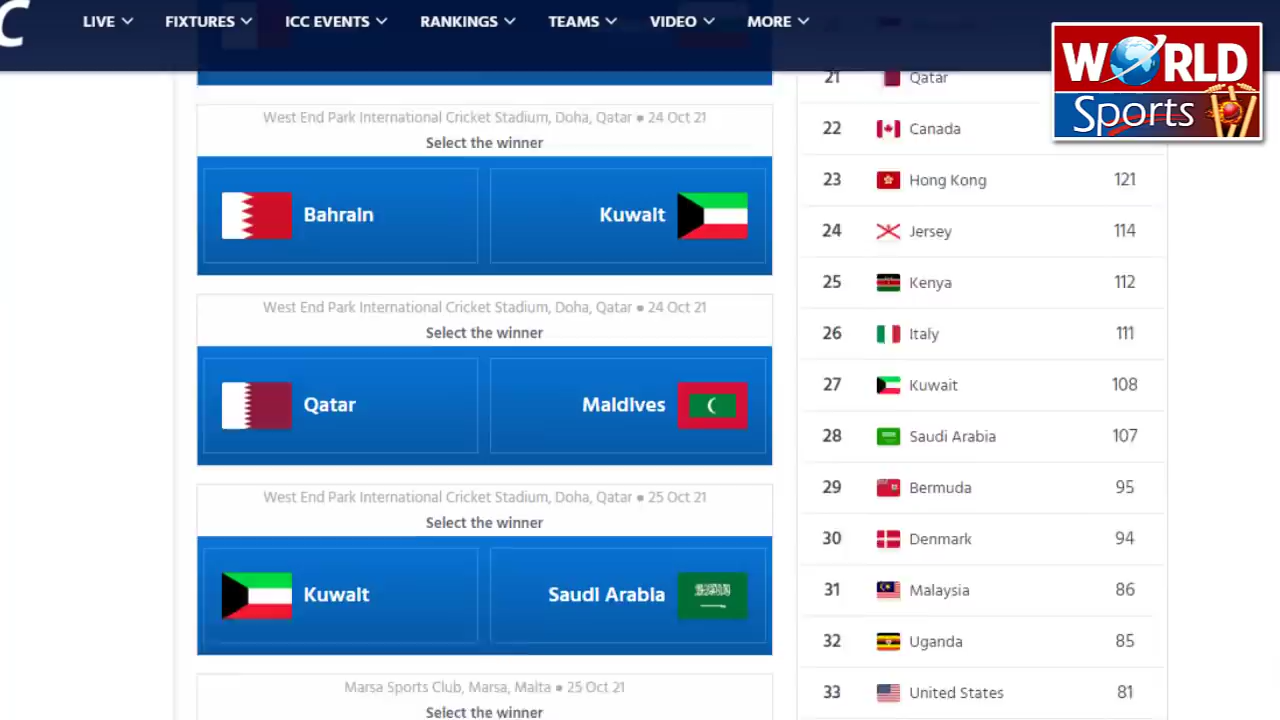 C
LIVE
FIXTURES
ICC EVENTS
RANKINGS
TEAMS
VIDEO
MORE
WORLD
Sports
West End Park International Cricket Stadium, Doha, Qatar ● 24 Oct 21
Select the winner
Bahrain
Kuwait
West End Park International Cricket Stadium, Doha, Qatar ● 24 Oct 21
Select the winner
Qatar
Maldives
West End Park International Cricket Stadium, Doha, Qatar ● 25 Oct 21
Select the winner
Kuwait
Saudi Arabia
Marsa Sports Club, Marsa, Malta ● 25 Oct 21
Select the winner
21 Qatar
22 Canada
23 Hong Kong 121
24 Jersey 114
25 Kenya 112
26 Italy 111
27 Kuwait 108
28 Saudi Arabia 107
29 Bermuda 95
30 Denmark 94
31 Malaysia 86
32 Uganda 85
33 United States 81